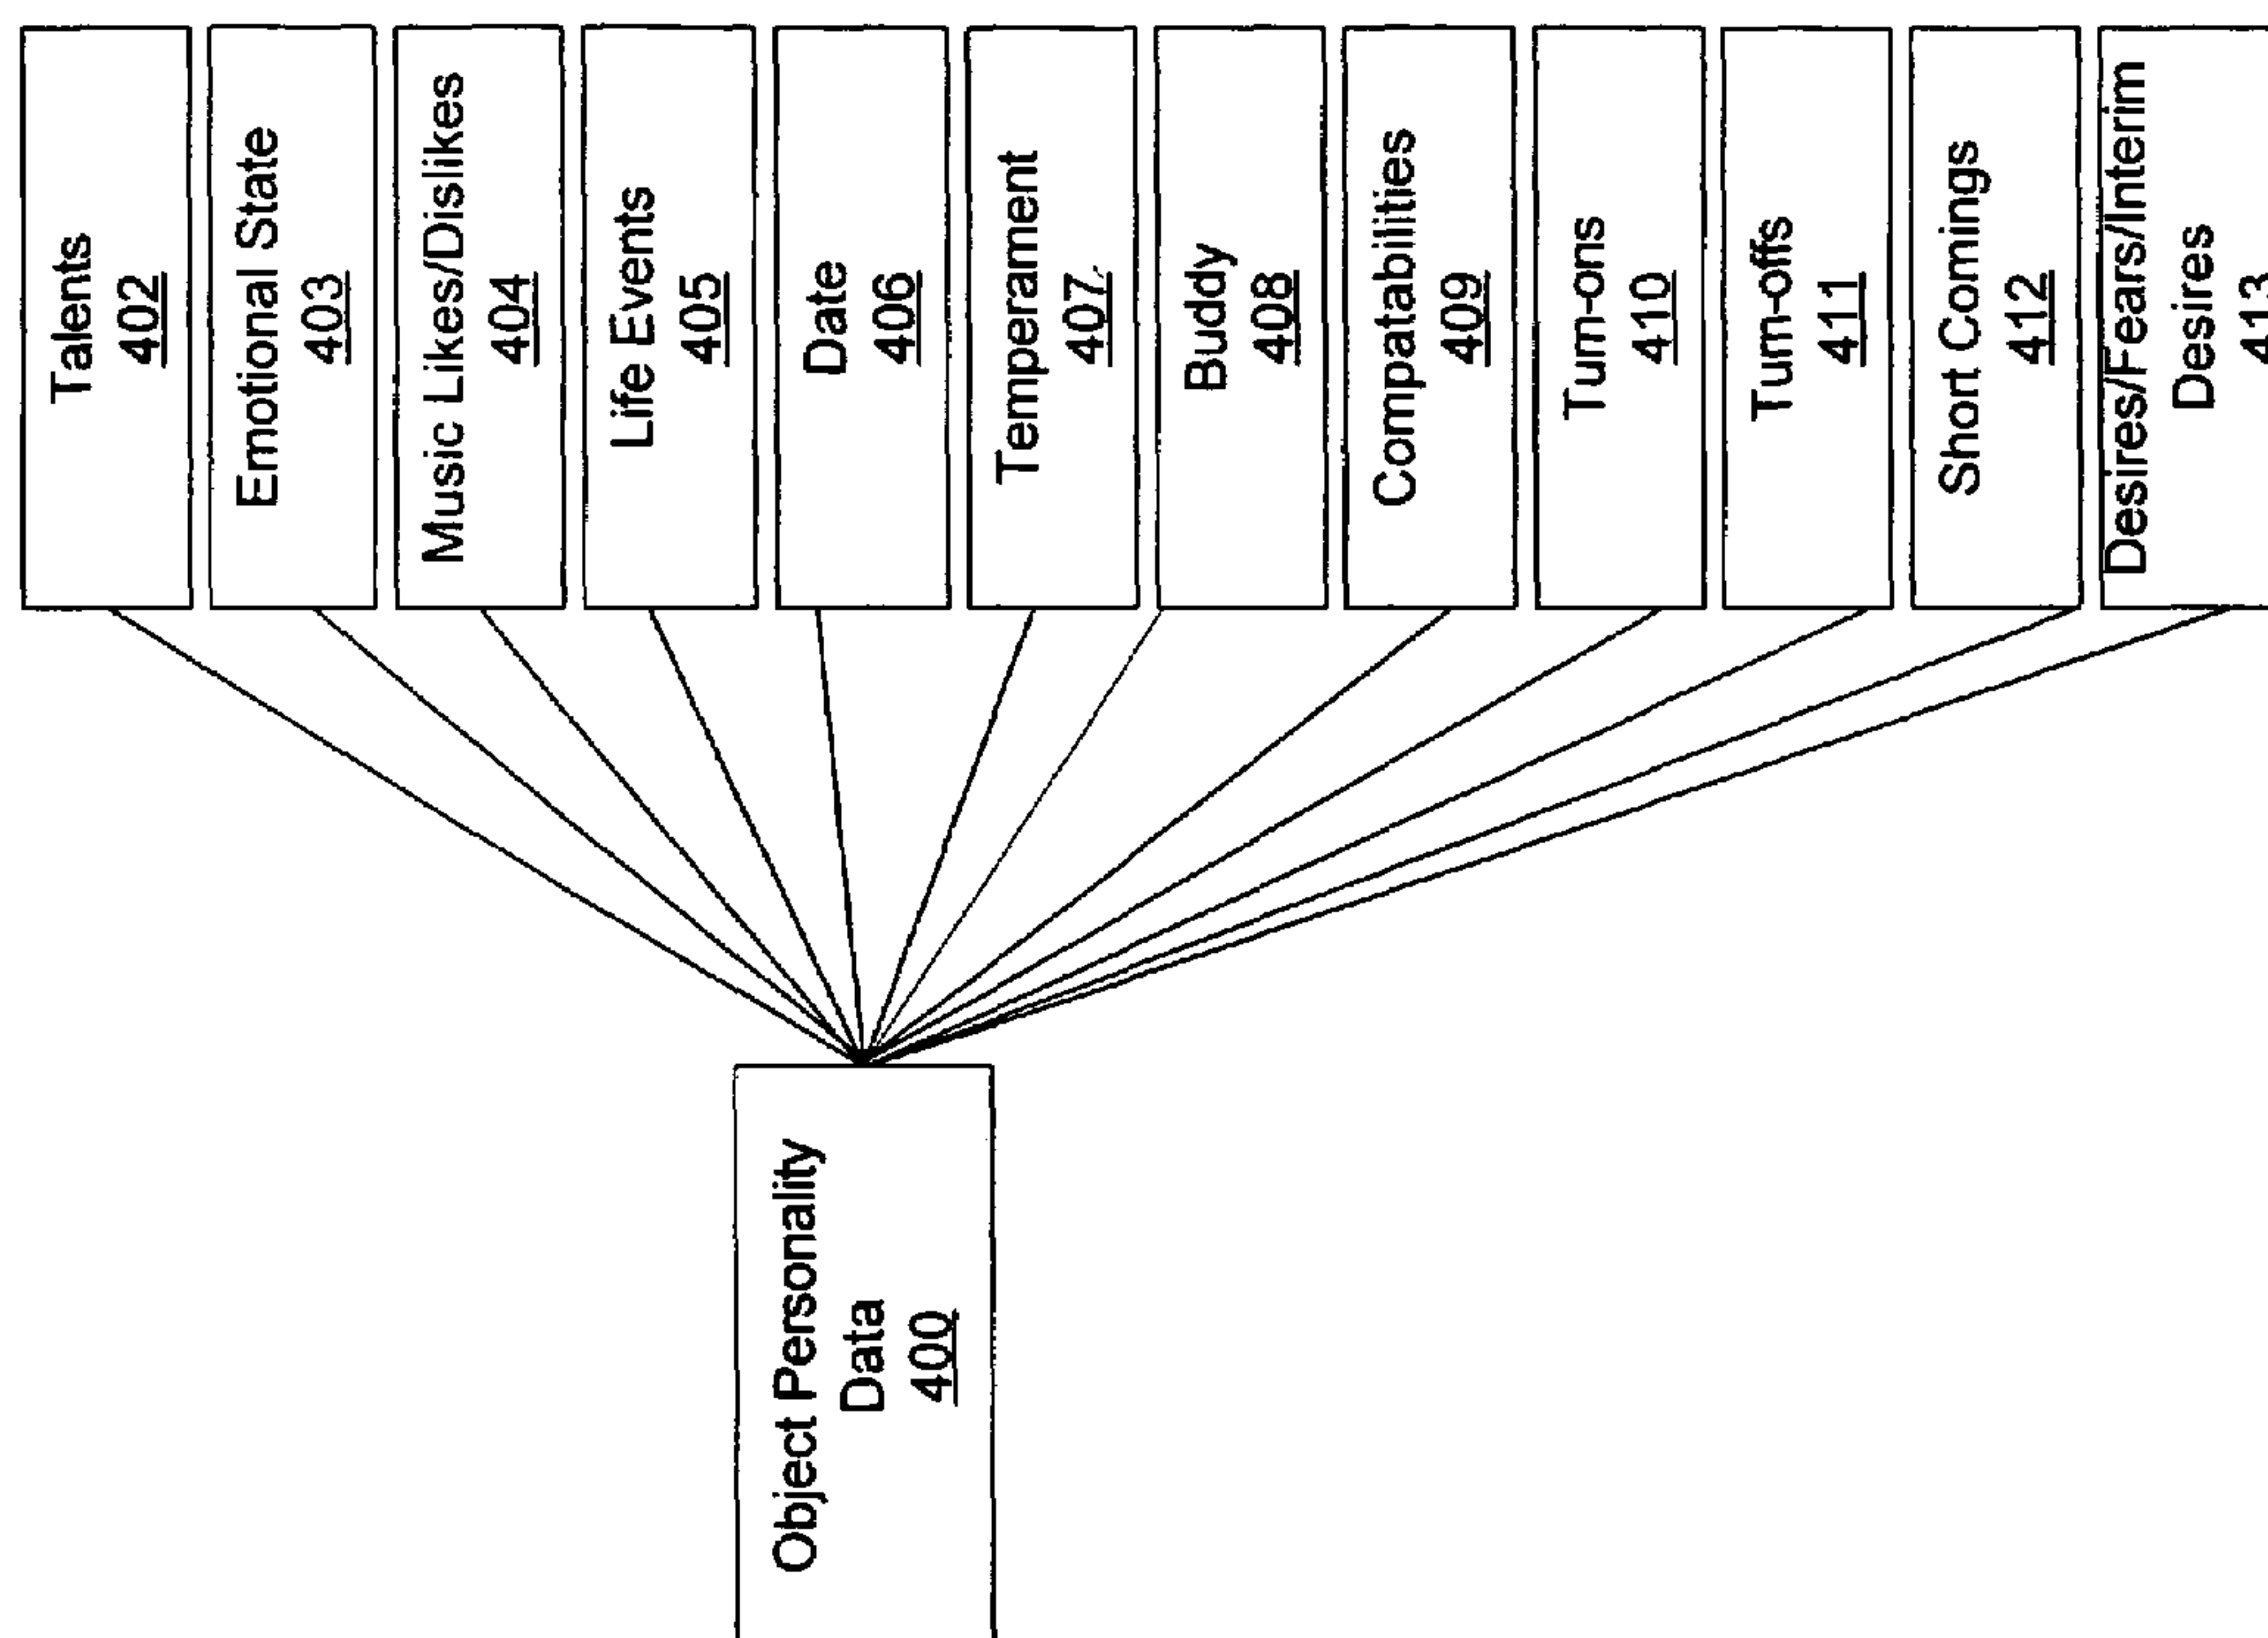 Object Personality
Data
400
Talents
402
Emotional State
403
Music Likes/Dislikes
404
Life Events
405
Date
406
Temperament
407
Buddy
408
Compatabilities
409
Turn-ons
410
Turn-offs
411
Short Comings
412
Desires/Fears/Interim
Desires
413